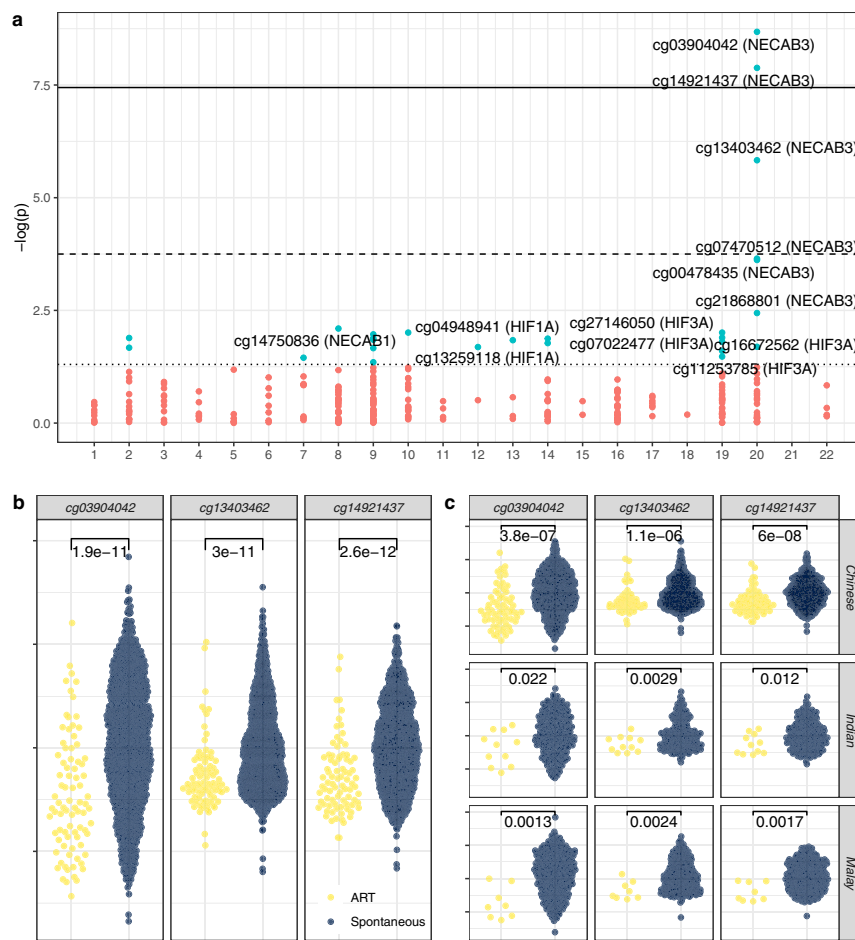 a
cg03904042 (NECAB3)
cg14921437 (NECAB3)
7.5
cg13403462 (NECAB3)
5.0
−log(p)
cg07470512 (NECAB3)
cg00478435 (NECAB3)
cg21868801 (NECAB3)
2.5
cg04948941 (HIF1A)
cg27146050 (HIF3A)
cg14750836 (NECAB1)
cg07022477 (HIF3A)
cg16672562 (HIF3A)
cg13259118 (HIF1A)
cg11253785 (HIF3A)
0.0
1 2 3 4 5 6 7 8 9 10 11 12 13 14 15 16 17 18 19 20 22
b
cg03904042 cg13403462 cg14921437
1.9e−11 3e−11 2.6e−12
ART
Spontaneous
c
cg03904042 cg13403462 cg14921437
3.8e−07 1.1e−06 6e−08
Chinese
0.022 0.0029 0.012
Indian
0.0013 0.0024 0.0017
Malay